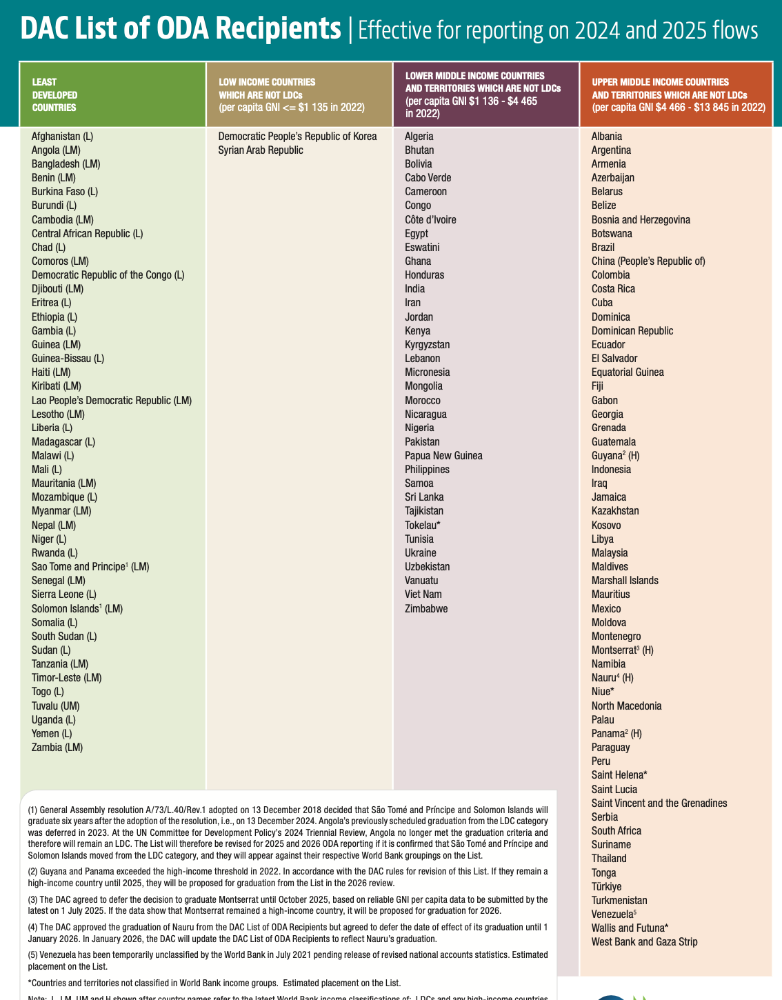 DAC List of ODA Recipients | Effective for reporting on 2024 and 2025 flows
LEAST
DEVELOPED
COUNTRIES
Afghanistan (L)
Angola (LM)
Bangladesh (LM)
Benin (LM)
Burkina Faso (L)
Burundi (L)
Cambodia (LM)
Central African Republic (L)
Chad (L)
Comoros (LM)
Democratic Republic of the Congo (L)
Djibouti (LM)
Eritrea (L)
Ethiopia (L)
Gambia (L)
Guinea (LM)
Guinea-Bissau (L)
Haiti (LM)
Kiribati (LM)
Lao People's Democratic Republic (LM)
Lesotho (LM)
Liberia (L)
Madagascar (L)
Malawi (L)
Mali (L)
Mauritania (LM)
Mozambique (L)
Myanmar (LM)
Nepal (LM)
Niger (L)
Rwanda (L)
Sao Tome and Principe¹ (LM)
Senegal (LM)
Sierra Leone (L)
Solomon Islands¹ (LM)
Somalia (L)
South Sudan (L)
Sudan (L)
Tanzania (LM)
Timor-Leste (LM)
Togo (L)
Tuvalu (UM)
Uganda (L)
Yemen (L)
Zambia (LM)
LOW INCOME COUNTRIES
WHICH ARE NOT LDCs
(per capita GNI <= $1 135 in 2022)
Democratic People's Republic of Korea
Syrian Arab Republic
LOWER MIDDLE INCOME COUNTRIES
AND TERRITORIES WHICH ARE NOT LDCs
(per capita GNI $1 136 - $4 465
in 2022)
Algeria
Bhutan
Bolivia
Cabo Verde
Cameroon
Congo
Côte d'Ivoire
Egypt
Eswatini
Ghana
Honduras
India
Iran
Jordan
Kenya
Kyrgyzstan
Lebanon
Micronesia
Mongolia
Morocco
Nicaragua
Nigeria
Pakistan
Papua New Guinea
Philippines
Samoa
Sri Lanka
Tajikistan
Tokelau*
Tunisia
Ukraine
Uzbekistan
Vanuatu
Viet Nam
Zimbabwe
UPPER MIDDLE INCOME COUNTRIES
AND TERRITORIES WHICH ARE NOT LDCs
(per capita GNI $4 466 - $13 845 in 2022)
Albania
Argentina
Armenia
Azerbaijan
Belarus
Belize
Bosnia and Herzegovina
Botswana
Brazil
China (People's Republic of)
Colombia
Costa Rica
Cuba
Dominica
Dominican Republic
Ecuador
El Salvador
Equatorial Guinea
Fiji
Gabon
Georgia
Grenada
Guatemala
Guyana² (H)
Indonesia
Iraq
Jamaica
Kazakhstan
Kosovo
Libya
Malaysia
Maldives
Marshall Islands
Mauritius
Mexico
Moldova
Montenegro
Montserrat³ (H)
Namibia
Nauru⁴ (H)
Niue*
North Macedonia
Palau
Panama² (H)
Paraguay
Peru
Saint Helena*
Saint Lucia
Saint Vincent and the Grenadines
Serbia
South Africa
Suriname
Thailand
Tonga
Türkiye
Turkmenistan
Venezuela⁵
Wallis and Futuna*
West Bank and Gaza Strip
(1) General Assembly resolution A/73/L.40/Rev.1 adopted on 13 December 2018 decided that São Tomé and Príncipe and Solomon Islands will
graduate six years after the adoption of the resolution, i.e., on 13 December 2024. Angola's previously scheduled graduation from the LDC category
was deferred in 2023. At the UN Committee for Development Policy's 2024 Triennial Review, Angola no longer met the graduation criteria and
therefore will remain an LDC. The List will therefore be revised for 2025 and 2026 ODA reporting if it is confirmed that São Tomé and Príncipe and
Solomon Islands moved from the LDC category, and they will appear against their respective World Bank groupings on the List.
(2) Guyana and Panama exceeded the high-income threshold in 2022. In accordance with the DAC rules for revision of this List. If they remain a
high-income country until 2025, they will be proposed for graduation from the List in the 2026 review.
(3) The DAC agreed to defer the decision to graduate Montserrat until October 2025, based on reliable GNI per capita data to be submitted by the
latest on 1 July 2025. If the data show that Montserrat remained a high-income country, it will be proposed for graduation for 2026.
(4) The DAC approved the graduation of Nauru from the DAC List of ODA Recipients but agreed to defer the date of effect of its graduation until 1
January 2026. In January 2026, the DAC will update the DAC List of ODA Recipients to reflect Nauru's graduation.
(5) Venezuela has been temporarily unclassified by the World Bank in July 2021 pending release of revised national accounts statistics. Estimated
placement on the List.
*Countries and territories not classified in World Bank income groups. Estimated placement on the List.
Note: L, LM, UM and H shown after country names refer to the latest World Bank income classifications of: LDCs and any high-income countries